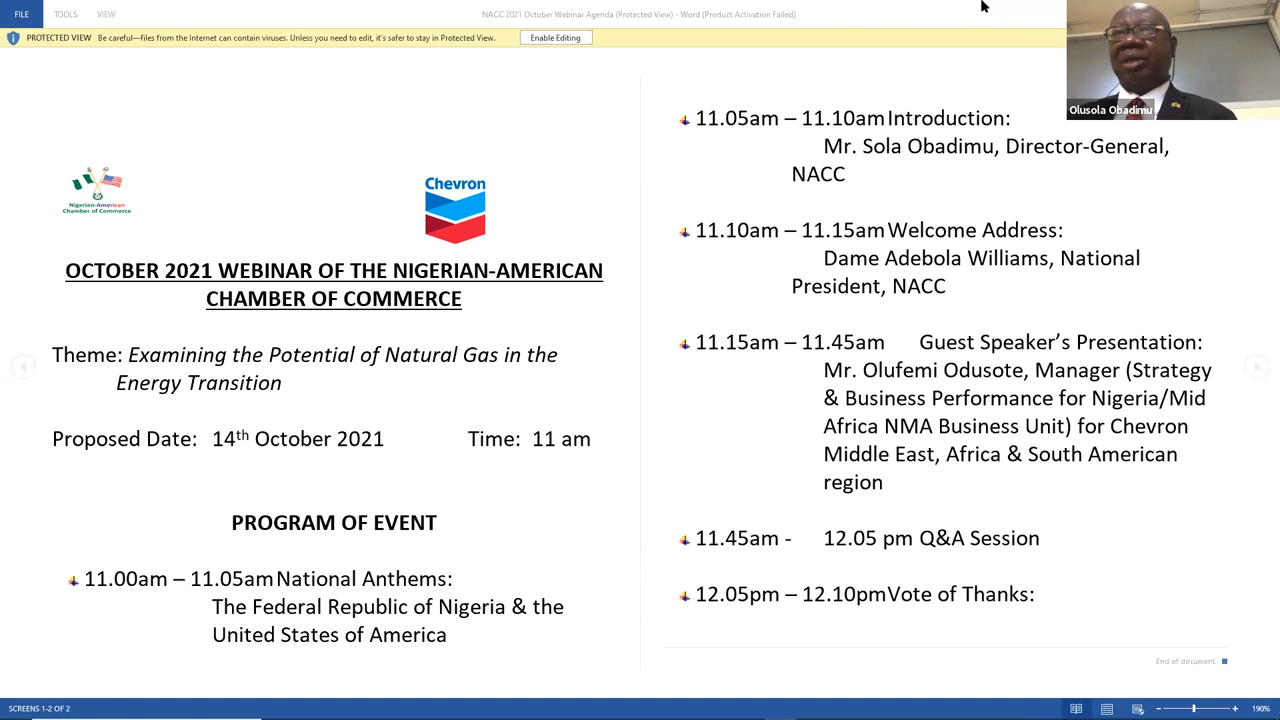 FILE TOOLS VIEW
NACC 2021 October Webinar Agenda (Protected View) - Word (Product Activation Failed)
PROTECTED VIEW Be careful—files from the Internet can contain viruses. Unless you need to edit, it's safer to stay in Protected View. Enable Editing
Nigerian-American
Chamber of Commerce
Chevron
OCTOBER 2021 WEBINAR OF THE NIGERIAN-AMERICAN
CHAMBER OF COMMERCE
Theme: Examining the Potential of Natural Gas in the
Energy Transition
Proposed Date: 14th October 2021 Time: 11 am
PROGRAM OF EVENT
11.00am – 11.05am National Anthems:
The Federal Republic of Nigeria & the
United States of America
11.05am – 11.10am Introduction:
Mr. Sola Obadimu, Director-General,
NACC
11.10am – 11.15am Welcome Address:
Dame Adebola Williams, National
President, NACC
11.15am – 11.45am Guest Speaker’s Presentation:
Mr. Olufemi Odusote, Manager (Strategy
& Business Performance for Nigeria/Mid
Africa NMA Business Unit) for Chevron
Middle East, Africa & South American
region
11.45am - 12.05 pm Q&A Session
12.05pm – 12.10pm Vote of Thanks:
End of document
Olusola Obadimu
SCREENS 1-2 OF 2
190%